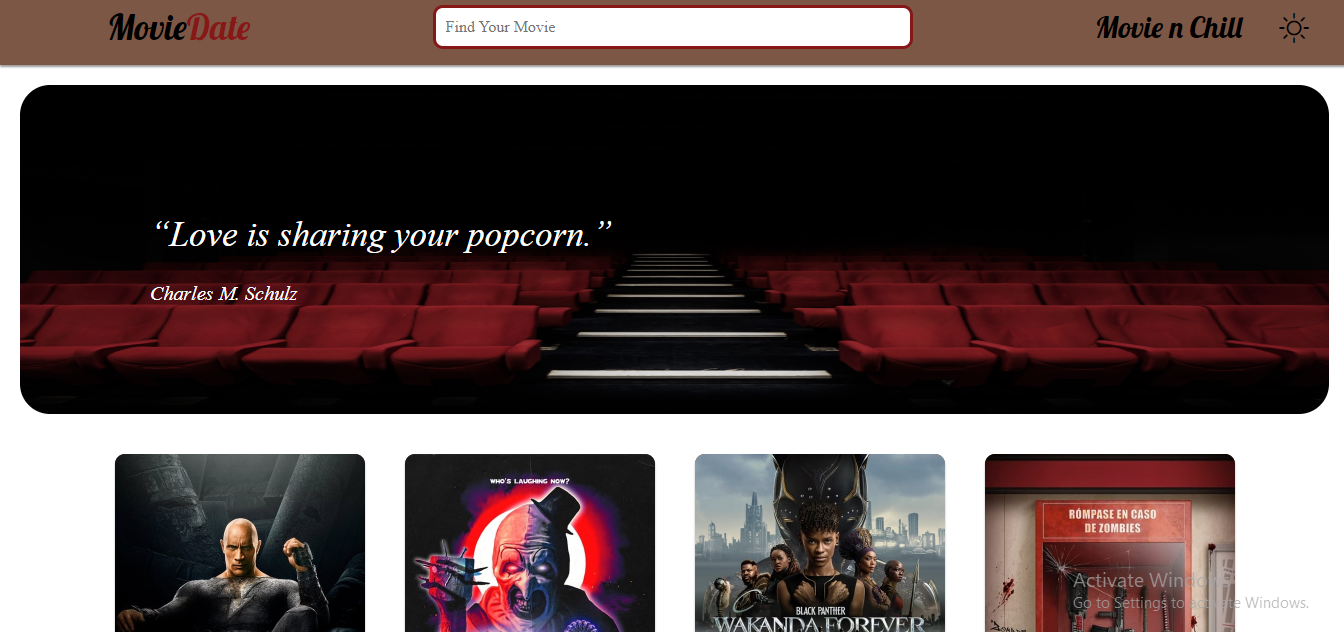 MovieDate
Find Your Movie
Movie n Chill
“Love is sharing your popcorn.”
Charles M. Schulz
WHO'S LAUGHING NOW?
BLACK PANTHER
WAKANDA FOREVER
RÓMPASE EN CASO
DE ZOMBIES
Activate Windows
Go to Settings to activate Windows.